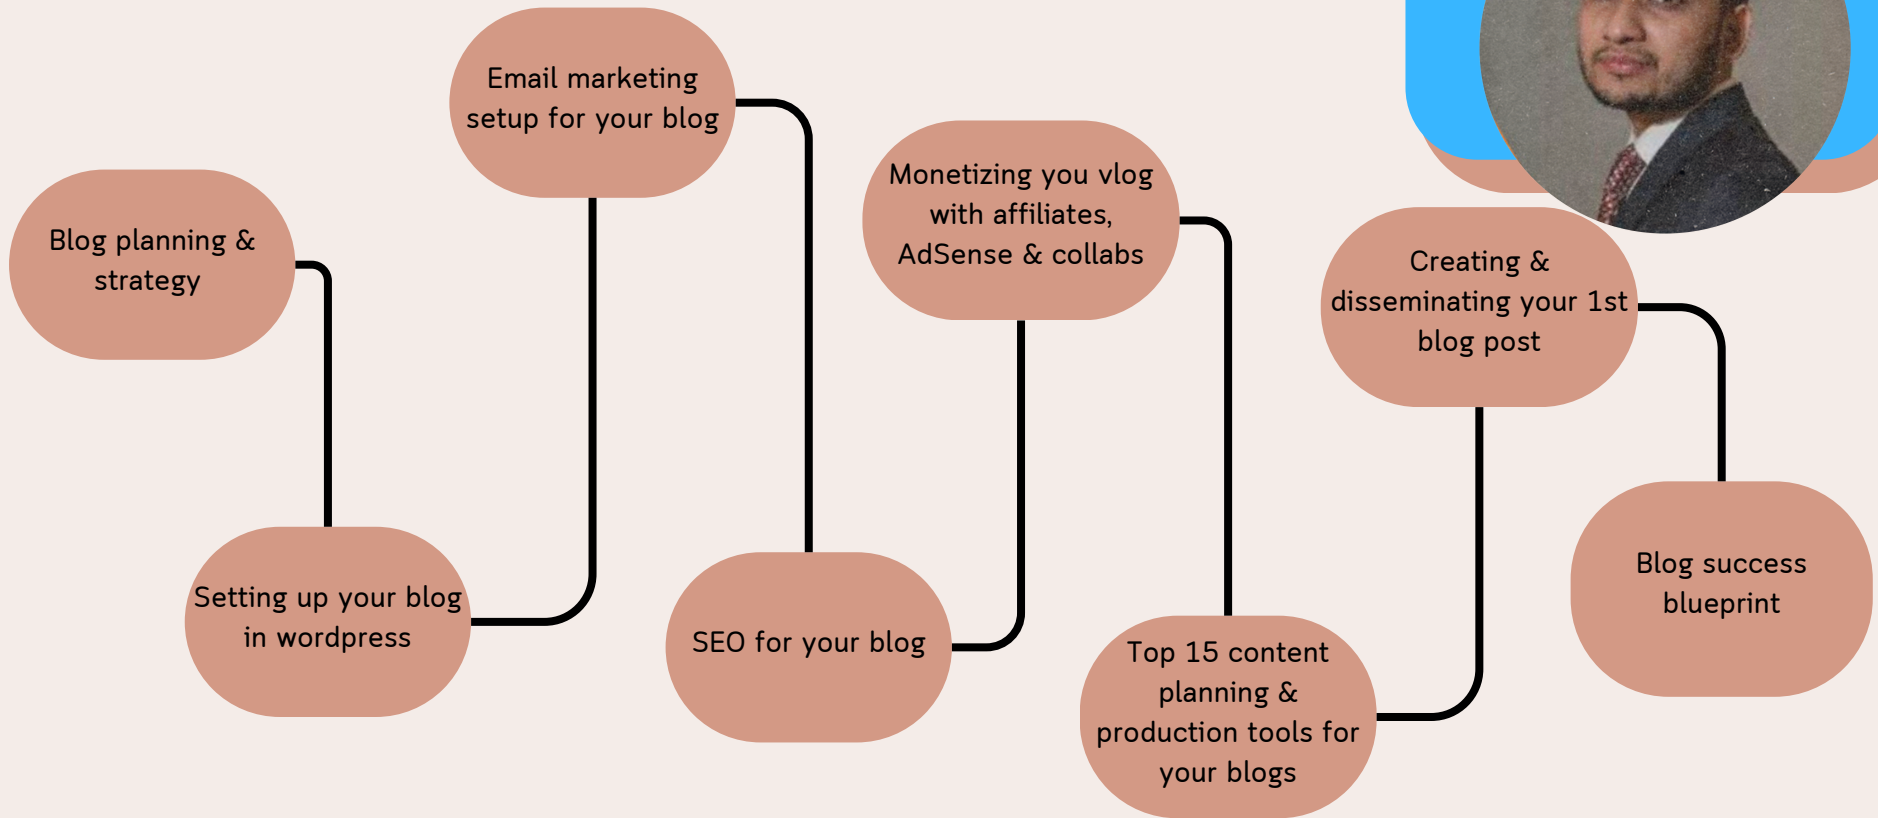 Blog planning &
strategy
Setting up your blog
in wordpress
Email marketing
setup for your blog
SEO for your blog
Monetizing you vlog
with affiliates,
AdSense & collabs
Top 15 content
planning &
production tools for
your blogs
Creating &
disseminating your 1st
blog post
Blog success
blueprint